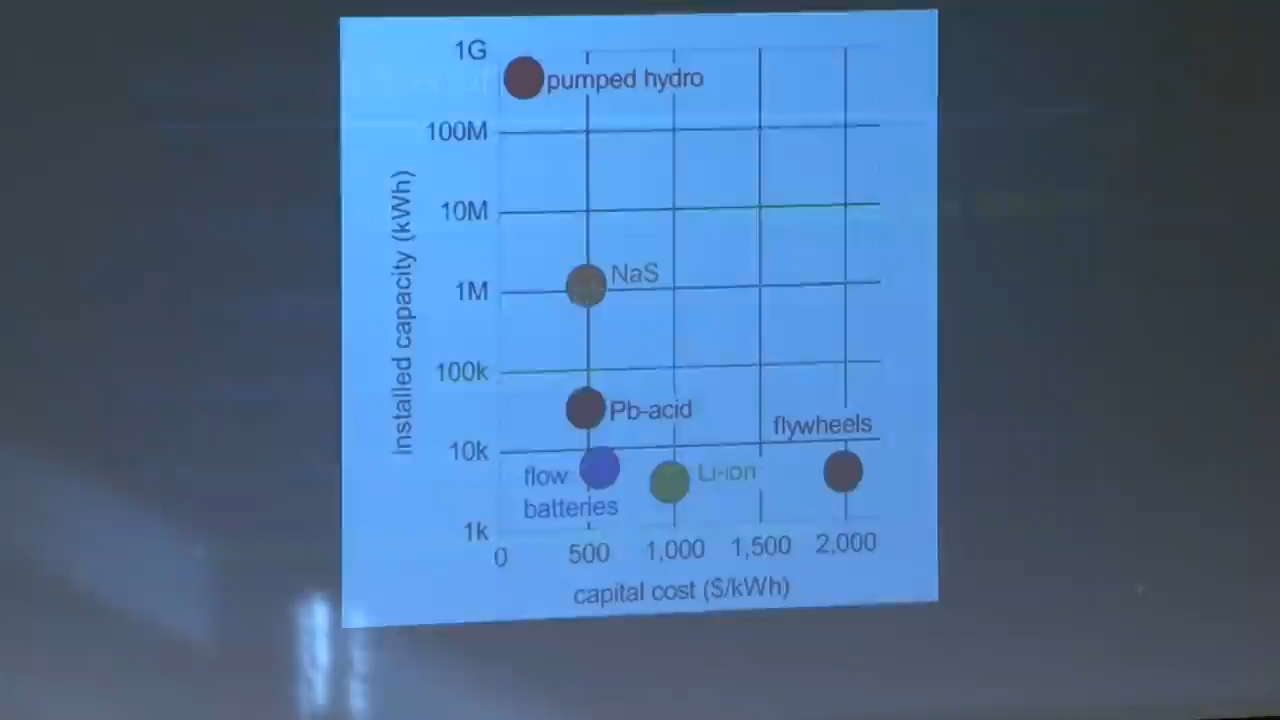 1G
pumped hydro
100M
10M
Installed capacity (kWh)
NaS
1M
100k
Pb-acid
flywheels
10k
flow
batteries
Li-ion
1k
0
500
1,000
1,500
2,000
capital cost ($/kWh)